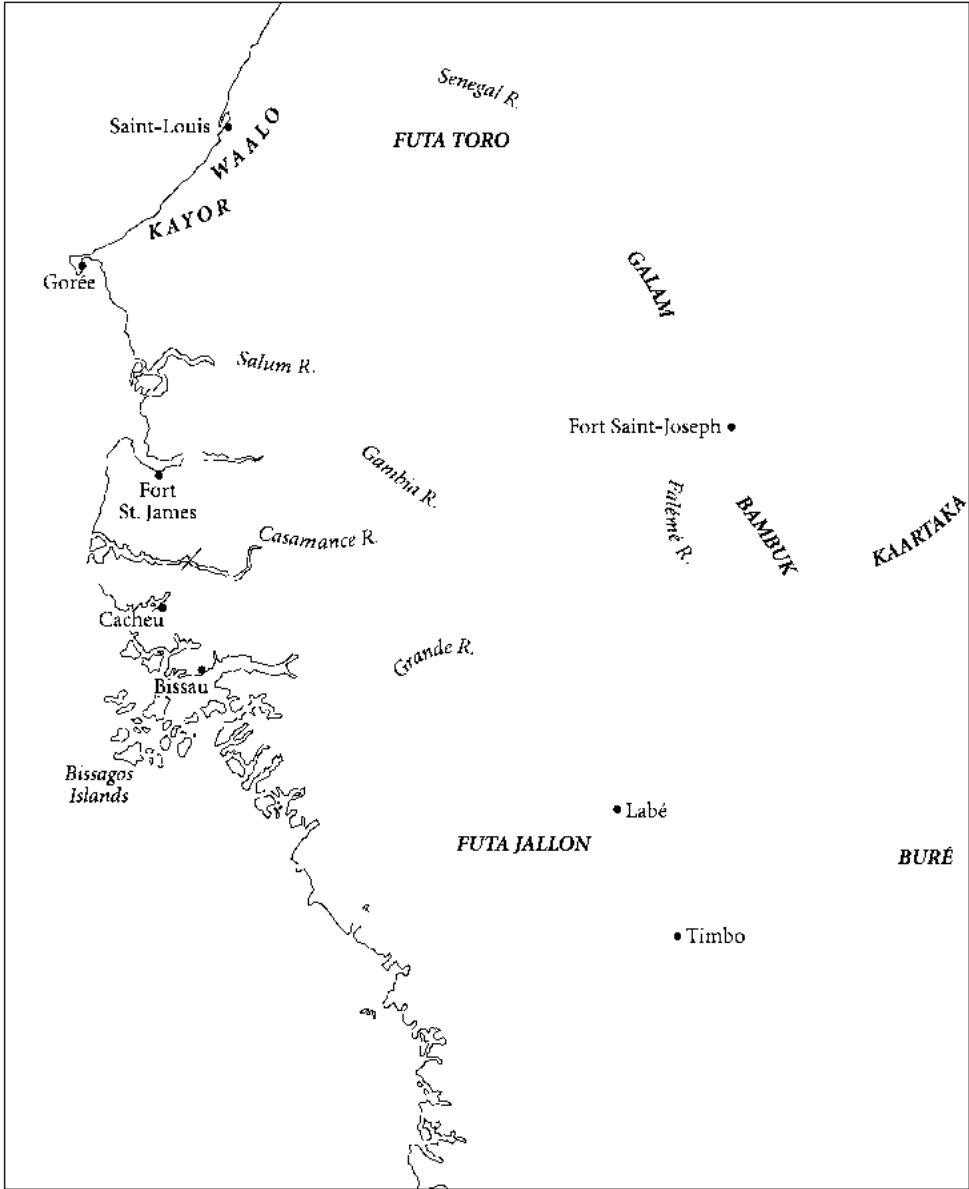 Senegal R.
Saint-Louis
WAALO
FUTA TORO
KAYOR
Gorée
GALAM
Salum R.
Fort Saint-Joseph
Gambia R.
Fort
St. James
Falémé R.
BAMBUK
KAARTAKA
Casamance R.
Cacheu
Grande R.
Bissau
Bissagos
Islands
Labé
FUTA JALLON
BURÉ
Timbo